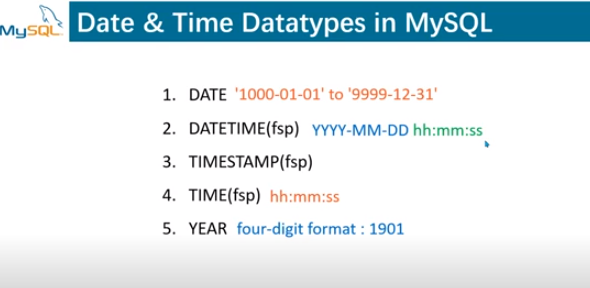 MySQL
Date & Time Datatypes in MySQL
1. DATE '1000-01-01' to '9999-12-31'
2. DATETIME(fsp) YYYY-MM-DD hh:mm:ss
3. TIMESTAMP(fsp)
4. TIME(fsp) hh:mm:ss
5. YEAR four-digit format : 1901